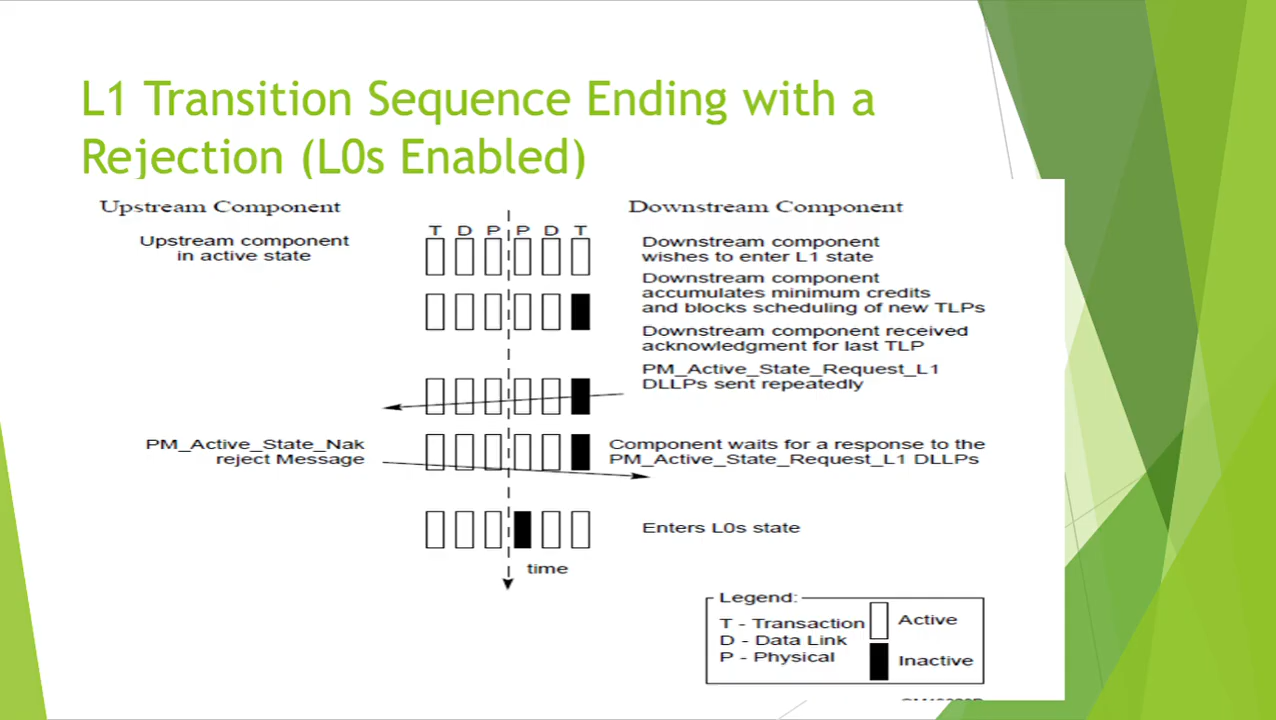 L1 Transition Sequence Ending with a
Rejection (L0s Enabled)
Upstream Component
Downstream Component
T D P P D T
Upstream component
in active state
Downstream component
wishes to enter L1 state
Downstream component
accumulates minimum credits
and blocks scheduling of new TLPs
Downstream component received
acknowledgment for last TLP
PM_Active_State_Request_L1
DLLPs sent repeatedly
PM_Active_State_Nak
reject Message
Component waits for a response to the
PM_Active_State_Request_L1 DLLPs
Enters L0s state
time
Legend:
T - Transaction
D - Data Link
P - Physical
Active
Inactive